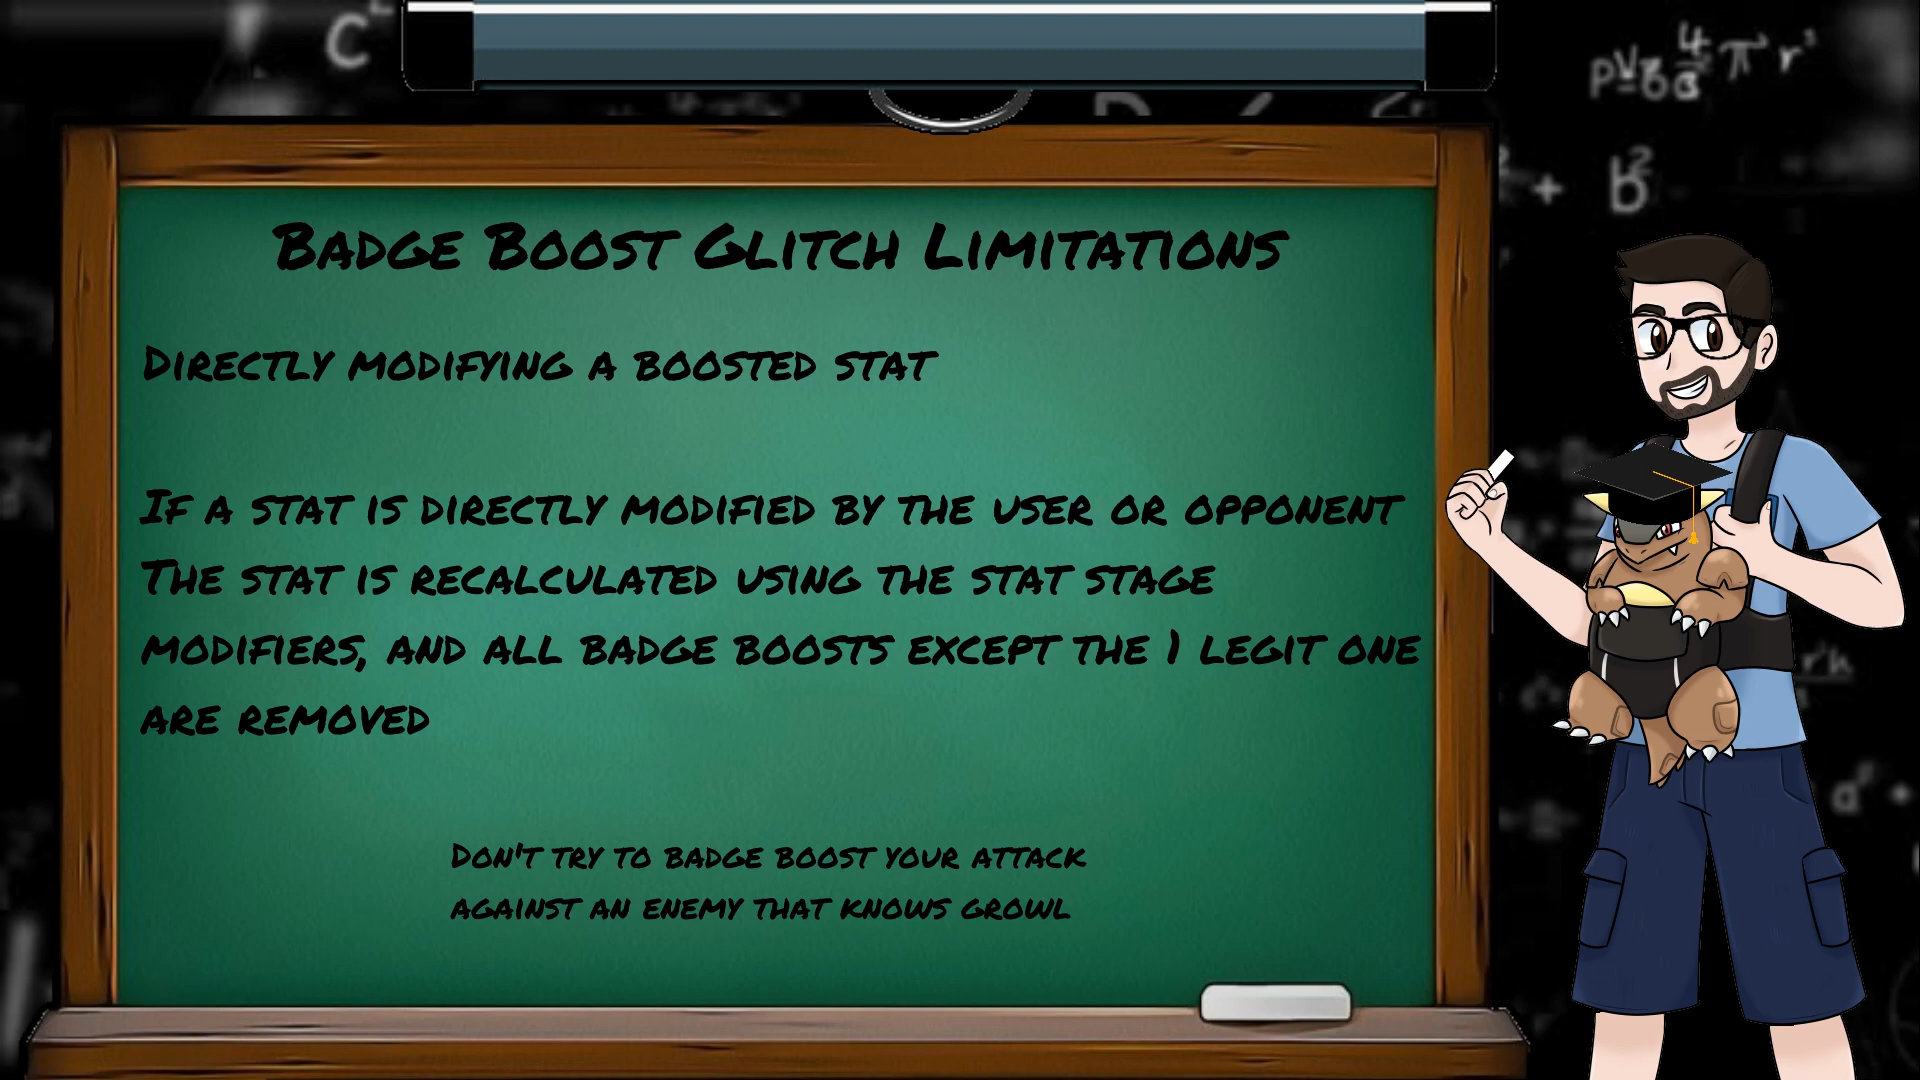 Badge Boost Glitch Limitations
Directly modifying a boosted stat
If a stat is directly modified by the user or opponent
The stat is recalculated using the stat stage
modifiers, and all badge boosts except the 1 legit one
are removed
Don't try to badge boost your attack
against an enemy that knows growl